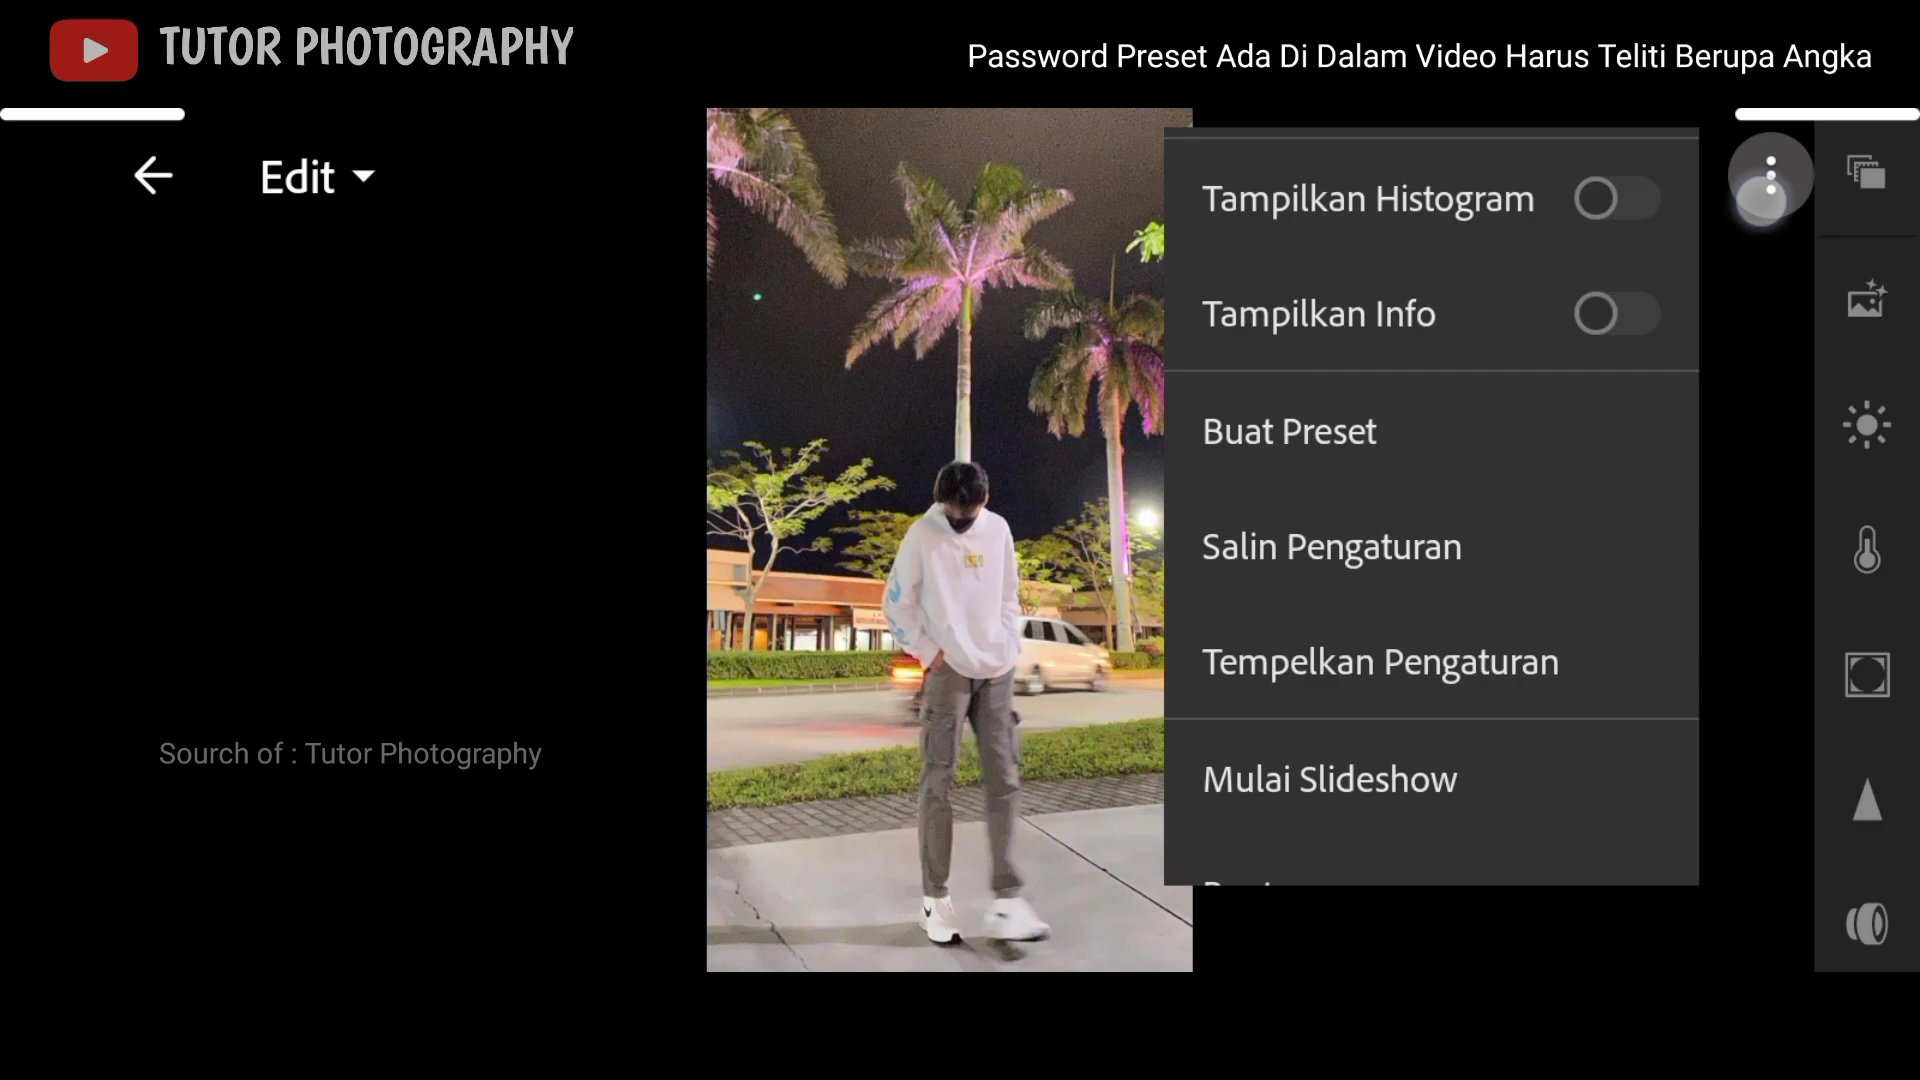 TUTOR PHOTOGRAPHY
Password Preset Ada Di Dalam Video Harus Teliti Berupa Angka
Edit
Tampilkan Histogram
Tampilkan Info
Buat Preset
Salin Pengaturan
Tempelkan Pengaturan
Mulai Slideshow
Sourch of : Tutor Photography